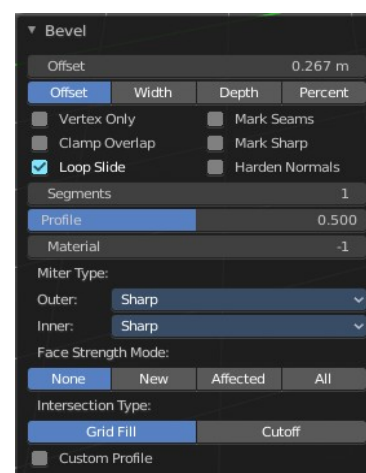 Bevel
Offset 0.267 m
Offset Width Depth Percent
Vertex Only Mark Seams
Clamp Overlap Mark Sharp
Loop Slide Harden Normals
Segments 1
Profile 0.500
Material -1
Miter Type:
Outer: Sharp
Inner: Sharp
Face Strength Mode:
None New Affected All
Intersection Type:
Grid Fill Cutoff
Custom Profile